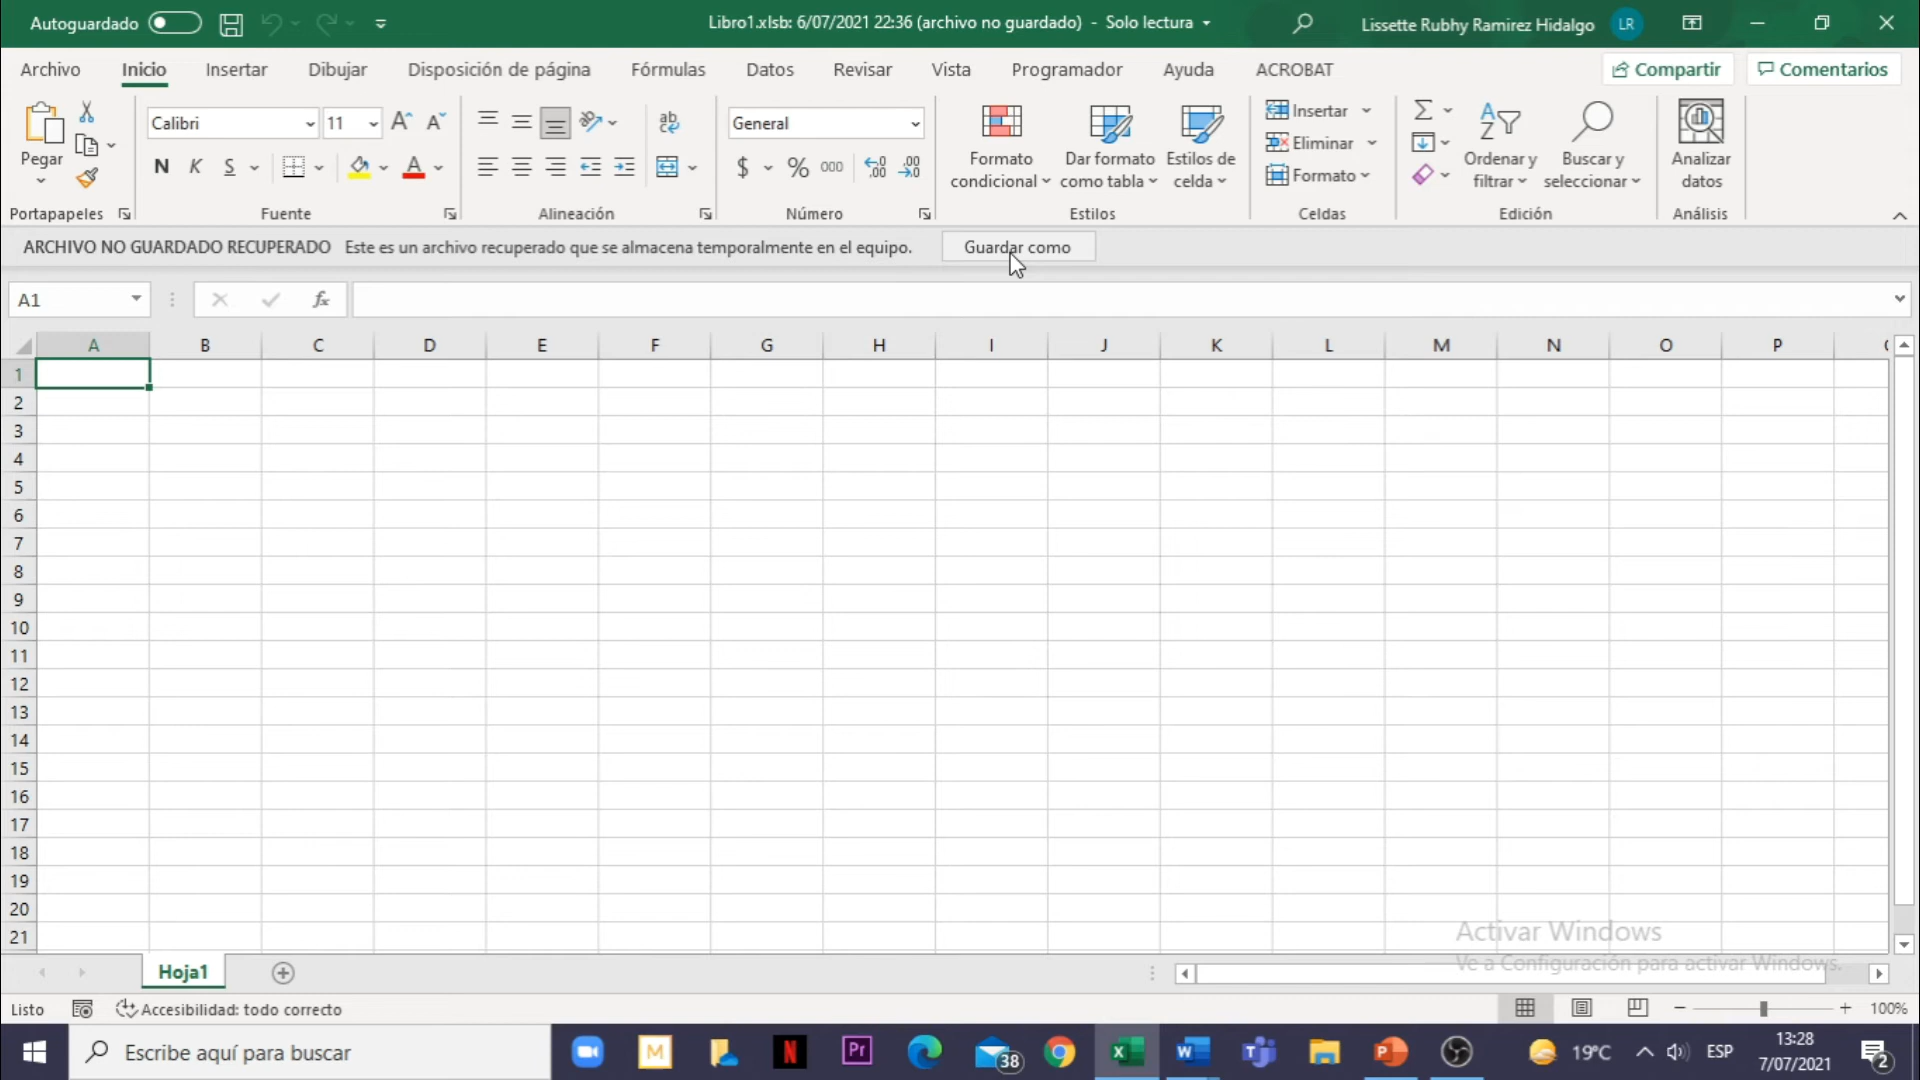 Autoguardado
Libro1.xlsb: 6/07/2021 22:36 (archivo no guardado) - Solo lectura
Lissette Rubhy Ramirez Hidalgo LR
Archivo Inicio Insertar Dibujar Disposición de página Fórmulas Datos Revisar Vista Programador Ayuda ACROBAT Compartir Comentarios
Pegar
Portapapeles
Calibri 11
N K S
Fuente
Alineación
General
$ % 000
Número
Formato condicional
Dar formato como tabla
Estilos de celda
Estilos
Insertar
Eliminar
Formato
Celdas
Ordenar y filtrar
Buscar y seleccionar
Edición
Analizar datos
Análisis
ARCHIVO NO GUARDADO RECUPERADO Este es un archivo recuperado que se almacena temporalmente en el equipo. Guardar como
A1 fx
A B C D E F G H I J K L M N O P
1
2
3
4
5
6
7
8
9
10
11
12
13
14
15
16
17
18
19
20
21
Activar Windows
Ve a Configuración para activar Windows.
Hoja1
Listo Accesibilidad: todo correcto 100%
Escribe aquí para buscar
38
19°C ESP
13:28
7/07/2021
2